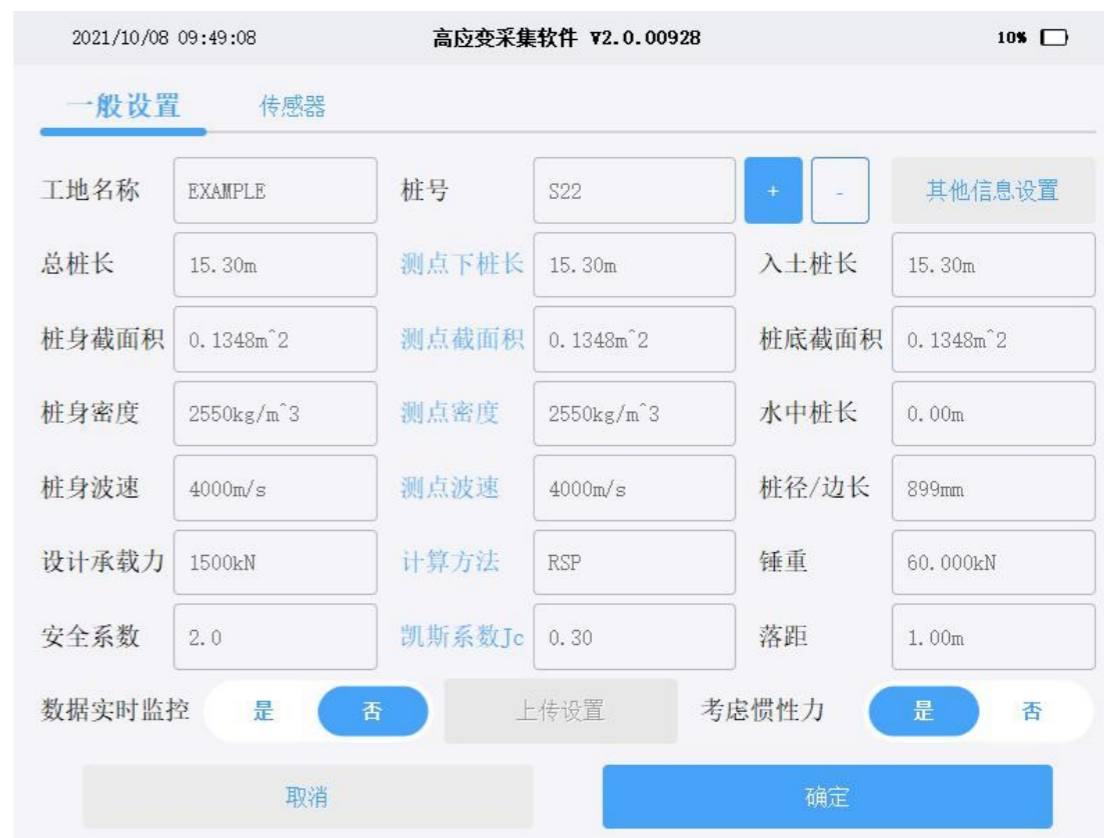 2021/10/08 09:49:08 高应变采集软件 V2.0.00928 10%
一般设置 传感器
工地名称 EXAMPLE 桩号 S22 + - 其他信息设置
总桩长 15.30m 测点下桩长 15.30m 入土桩长 15.30m
桩身截面积 0.1348m^2 测点截面积 0.1348m^2 桩底截面积 0.1348m^2
桩身密度 2550kg/m^3 测点密度 2550kg/m^3 水中桩长 0.00m
桩身波速 4000m/s 测点波速 4000m/s 桩径/边长 899mm
设计承载力 1500kN 计算方法 RSP 锤重 60.000kN
安全系数 2.0 凯斯系数Jc 0.30 落距 1.00m
数据实时监控 是 否 上传设置 考虑惯性力 是 否
取消 确定